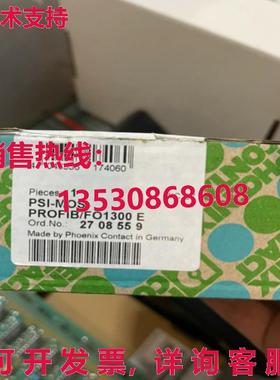 术支持
销售热线:
174060
13530868608
Pieces: 1
PSI-MOS-
PROFIB/FO1300 E
Ord.No.: 27 08 55 9
Made by Phoenix Contact in Germany
可开票,详询客服